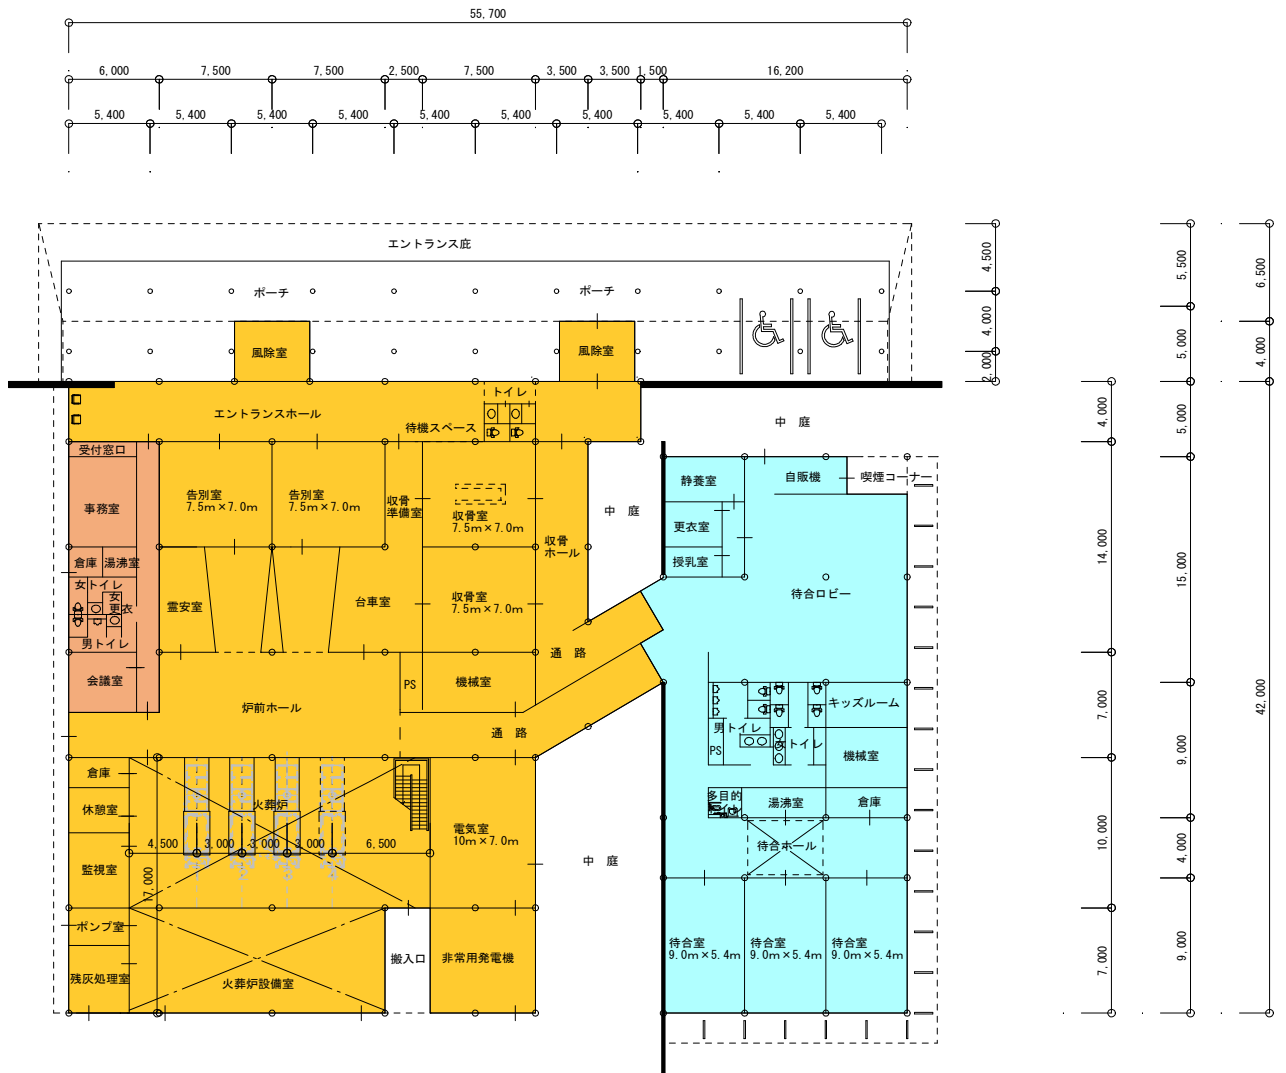 55,700
6,000 7,500 7,500 2,500 7,500 3,500 3,500 1,500 16,200
5,400 5,400 5,400 5,400 5,400 5,400 5,400 5,400 5,400 5,400
エントランス庇
ポーチ
ポーチ
風除室
風除室
4,500
4,000
2,000
5,500
5,000
6,500
4,000
エントランスホール
待機スペース
トイレ
中 庭
受付窓口
事務室
倉庫
湯沸室
女トイレ
女
更衣
男トイレ
会議室
告別室
7.5m×7.0m
告別室
7.5m×7.0m
収骨
準備室
収骨室
7.5m×7.0m
収骨
ホール
中 庭
霊安室
台車室
収骨室
7.5m×7.0m
通 路
PS
機械室
炉前ホール
通 路
静養室
自販機
喫煙コーナー
更衣室
授乳室
待合ロビー
キッズルーム
男トイレ
女トイレ
PS
機械室
多目的
トイレ
湯沸室
倉庫
待合ホール
待合室
9.0m×5.4m
待合室
9.0m×5.4m
待合室
9.0m×5.4m
倉庫
休憩室
監視室
ポンプ室
残灰処理室
火葬炉
4,500 3,000 3,000 3,000 6,500
17,000
電気室
10m×7.0m
中 庭
火葬炉設備室
搬入口
非常用発電機
4,000
14,000
7,000
10,000
7,000
5,000
15,000
9,000
4,000
9,000
42,000